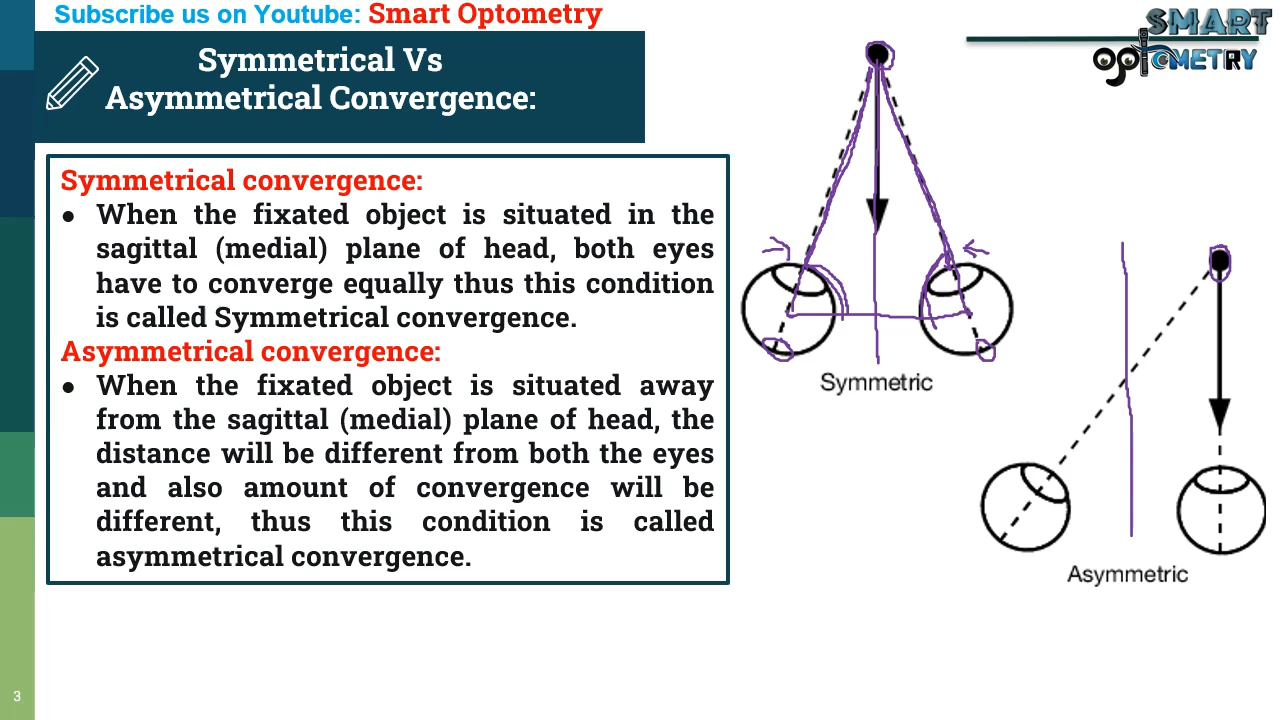 Subscribe us on Youtube: Smart Optometry
SMART
OptOMETRY
Symmetrical Vs
Asymmetrical Convergence:
Symmetrical convergence:
● When the fixated object is situated in the
sagittal (medial) plane of head, both eyes
have to converge equally thus this condition
is called Symmetrical convergence.
Asymmetrical convergence:
● When the fixated object is situated away
from the sagittal (medial) plane of head, the
distance will be different from both the eyes
and also amount of convergence will be
different, thus this condition is called
asymmetrical convergence.
Symmetric
Asymmetric
3